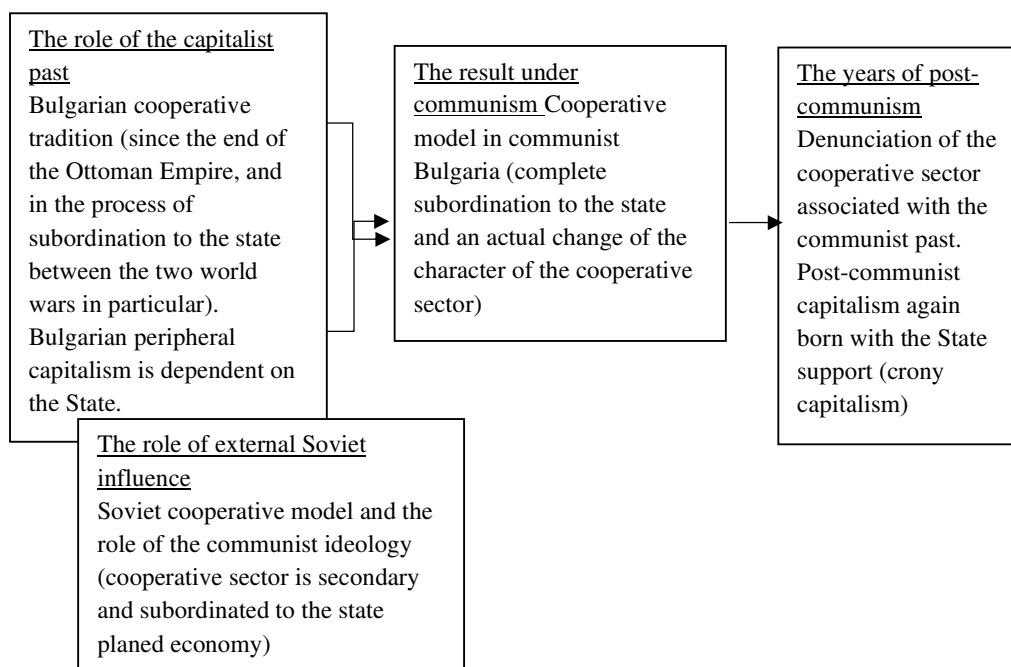 The role of the capitalist
past
Bulgarian cooperative
tradition (since the end of
the Ottoman Empire, and
in the process of
subordination to the state
between the two world
wars in particular).
Bulgarian peripheral
capitalism is dependent on
the State.
The role of external Soviet
influence
Soviet cooperative model and the
role of the communist ideology
(cooperative sector is secondary
and subordinated to the state
planed economy)
The result under
communism Cooperative
model in communist
Bulgaria (complete
subordination to the state
and an actual change of the
character of the cooperative
sector)
The years of post-
communism
Denunciation of the
cooperative sector
associated with the
communist past.
Post-communist
capitalism again
born with the State
support (crony
capitalism)